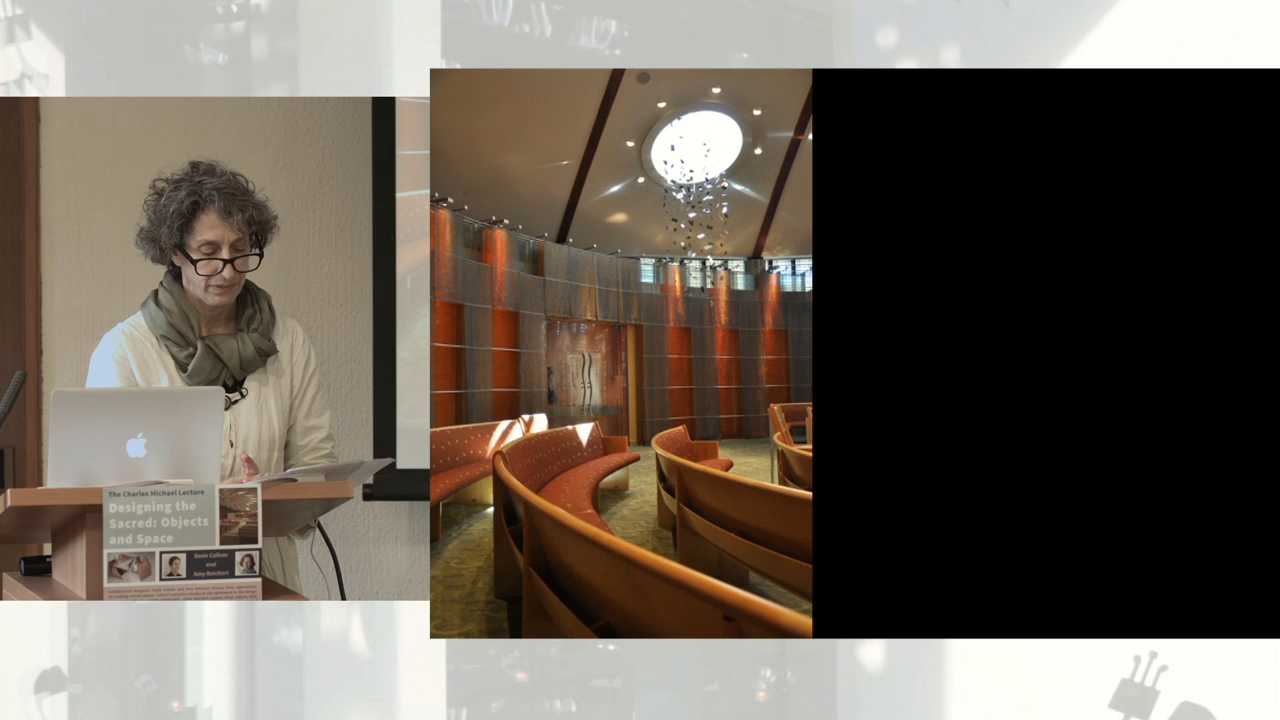 The Charles Michael Lecture
Designing the
Sacred: Objects
and Space
Susie Coliver
and
Amy Reichert